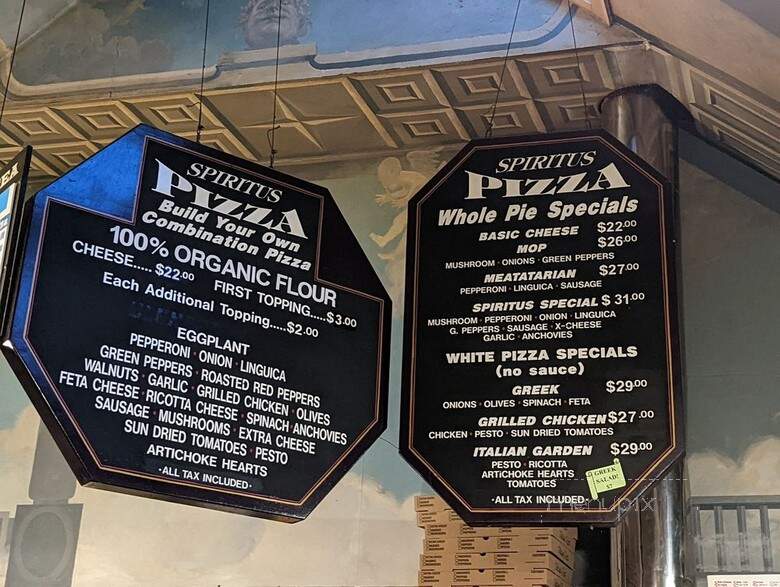 SPIRITUS
PIZZA
Build Your Own
Combination Pizza
100% ORGANIC FLOUR
CHEESE..... $22.00 FIRST TOPPING.....$3.00
Each Additional Topping.....$2.00
EGGPLANT
PEPPERONI · ONION · LINGUICA
GREEN PEPPERS · ROASTED RED PEPPERS
WALNUTS · GARLIC · GRILLED CHICKEN · OLIVES
FETA CHEESE · RICOTTA CHEESE · SPINACH · ANCHOVIES
SAUSAGE · MUSHROOMS · EXTRA CHEESE
SUN DRIED TOMATOES · PESTO
ARTICHOKE HEARTS
·ALL TAX INCLUDED·
SPIRITUS
PIZZA
Whole Pie Specials
BASIC CHEESE $22.00
MOP $26.00
MUSHROOM · ONIONS · GREEN PEPPERS
MEATATARIAN $27.00
PEPPERONI · LINGUICA · SAUSAGE
SPIRITUS SPECIAL $ 31.00
MUSHROOM · PEPPERONI · ONION · LINGUICA
G. PEPPERS · SAUSAGE · X-CHEESE
GARLIC · ANCHOVIES
WHITE PIZZA SPECIALS
(no sauce)
GREEK $29.00
ONIONS · OLIVES · SPINACH · FETA
GRILLED CHICKEN $27.00
CHICKEN · PESTO · SUN DRIED TOMATOES
ITALIAN GARDEN $29.00
PESTO · RICOTTA
ARTICHOKE HEARTS
TOMATOES
·ALL TAX INCLUDED·
GREEK
SALAD!
$7
menupix